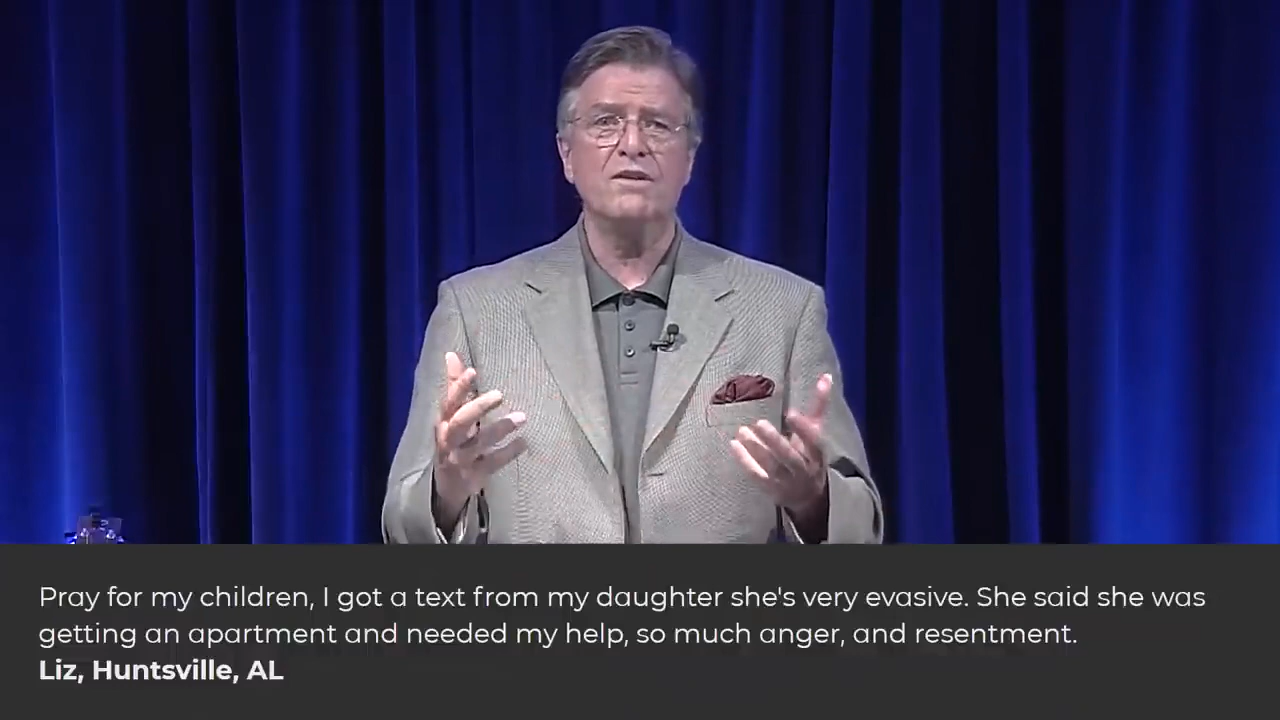 Pray for my children, I got a text from my daughter she's very evasive. She said she was
getting an apartment and needed my help, so much anger, and resentment.
Liz, Huntsville, AL